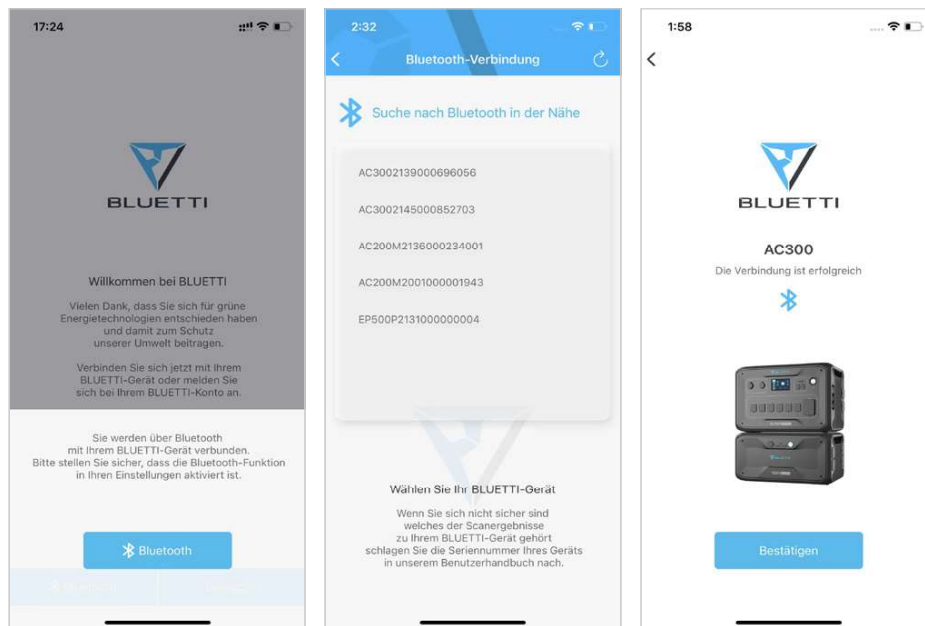 17:24
BLUETTI
Willkommen bei BLUETTI
Vielen Dank, dass Sie sich für grüne
Energietechnologien entschieden haben
und damit zum Schutz
unserer Umwelt beitragen.
Verbinden Sie sich jetzt mit Ihrem
BLUETTI-Gerät oder melden Sie
sich bei Ihrem BLUETTI-Konto an.
Sie werden über Bluetooth
mit Ihrem BLUETTI-Gerät verbunden.
Bitte stellen Sie sicher, dass die Bluetooth-Funktion
in Ihren Einstellungen aktiviert ist.
Bluetooth
2:32
Bluetooth-Verbindung
Suche nach Bluetooth in der Nähe
AC3002139000696056
AC3002145000852703
AC200M2136000234001
AC200M2001000001943
EP500P2131000000004
Wählen Sie Ihr BLUETTI-Gerät
Wenn Sie sich nicht sicher sind
welches der Scanergebnisse
zu Ihrem BLUETTI-Gerät gehört
schlagen Sie die Seriennummer Ihres Geräts
in unserem Benutzerhandbuch nach.
1:58
BLUETTI
AC300
Die Verbindung ist erfolgreich
Bestätigen